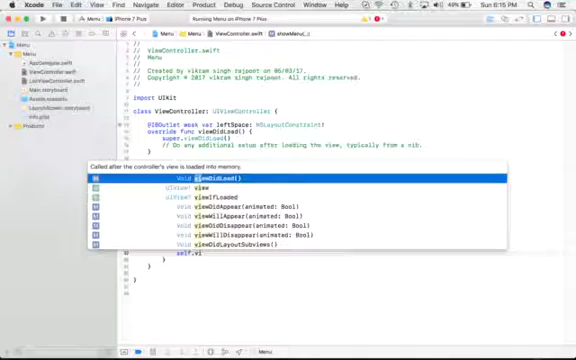 Xcode File Edit View Find Navigate Editor Product Debug Source Control Window Help 49% Sun 6:15 PM
Menu iPhone 7 Plus Running Menu on iPhone 7 Plus
Menu Menu ViewController.swift showMenu(_:)
Menu
Menu
AppDelegate.swift
ViewController.swift
ListViewController.swift
Main.storyboard
Assets.xcassets
LaunchScreen.storyboard
Info.plist
Products
//
// ViewController.swift
// Menu
//
// Created by vikram singh rajpoot on 05/03/17.
// Copyright © 2017 vikram singh rajpoot. All rights reserved.
//
import UIKit
class ViewController: UIViewController {
@IBOutlet weak var leftSpace: NSLayoutConstraint!
override func viewDidLoad() {
super.viewDidLoad()
// Do any additional setup after loading the view, typically from a nib.
}
Called after the controller's view is loaded into memory.
Void viewDidLoad()
UIView! view
UIView? viewIfLoaded
Void viewDidAppear(animated: Bool)
Void viewWillAppear(animated: Bool)
Void viewDidDisappear(animated: Bool)
Void viewWillDisappear(animated: Bool)
Void viewDidLayoutSubviews()
self.vi
}
}
}
Menu